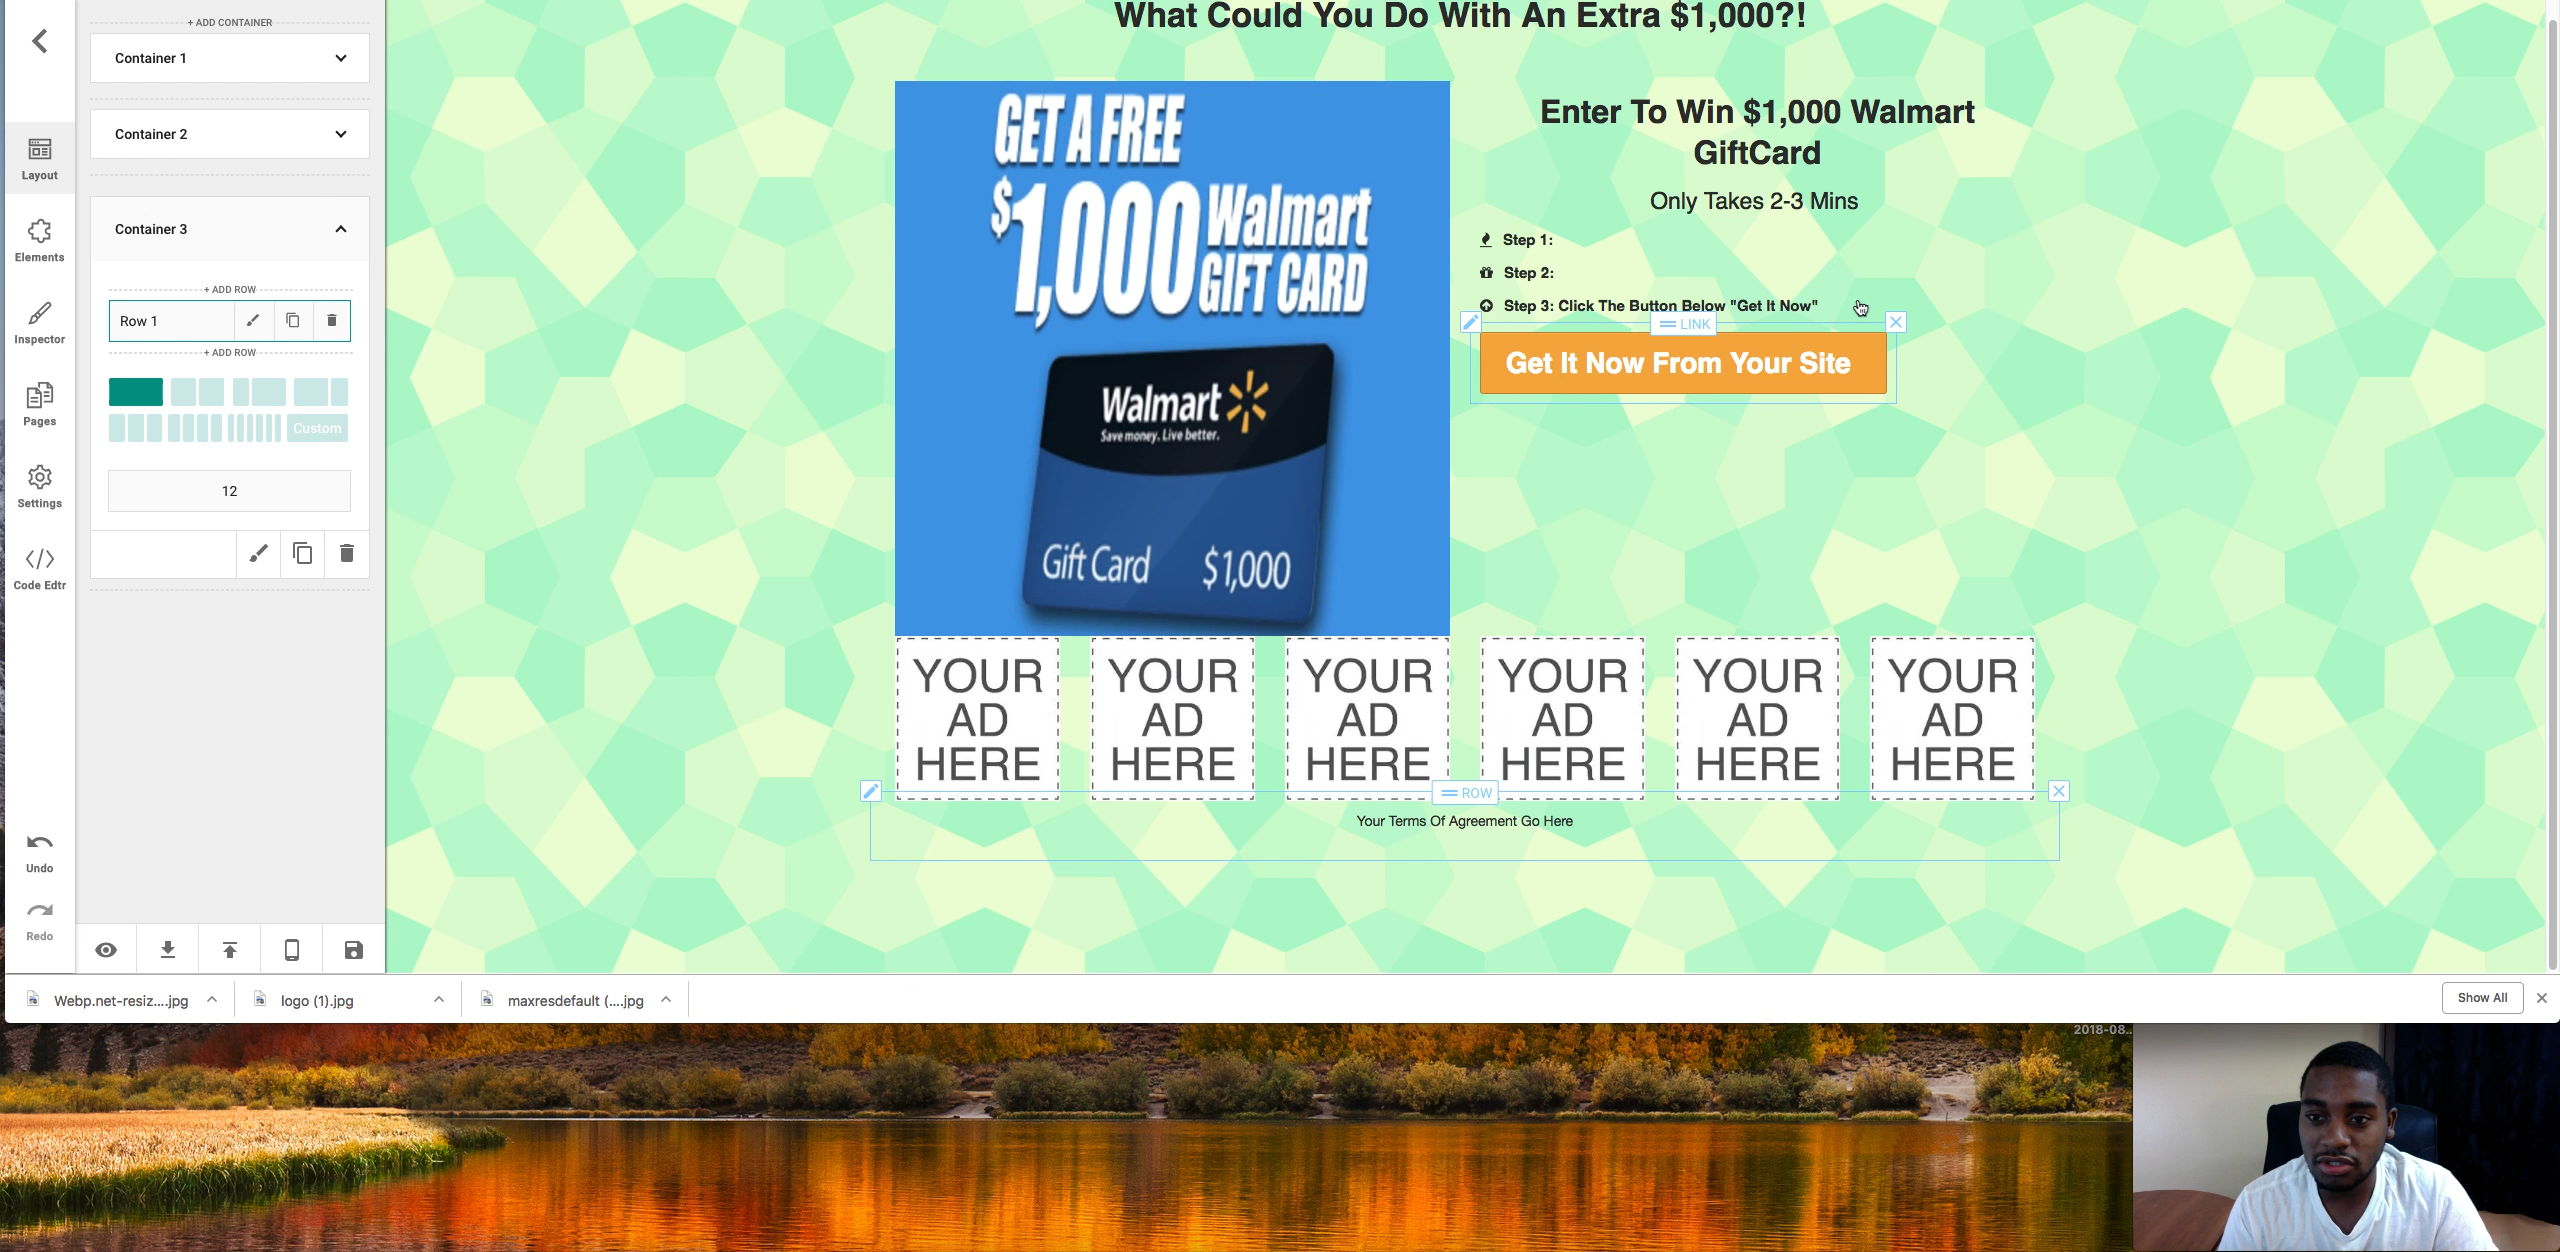 + ADD CONTAINER
Container 1
Container 2
Container 3
+ ADD ROW
Row 1
+ ADD ROW
Custom
12
Layout
Elements
Inspector
Pages
Settings
Code Edtr
Undo
Redo
What Could You Do With An Extra $1,000?!
GET A FREE
$1,000 Walmart
GIFT CARD
Walmart
Save money. Live better.
Gift Card $1,000
Enter To Win $1,000 Walmart
GiftCard
Only Takes 2-3 Mins
Step 1:
Step 2:
Step 3: Click The Button Below "Get It Now"
LINK
Get It Now From Your Site
YOUR
AD
HERE
YOUR
AD
HERE
YOUR
AD
HERE
YOUR
AD
HERE
YOUR
AD
HERE
YOUR
AD
HERE
ROW
Your Terms Of Agreement Go Here
Webp.net-resiz....jpg
logo (1).jpg
maxresdefault (....jpg
Show All
2018-08..